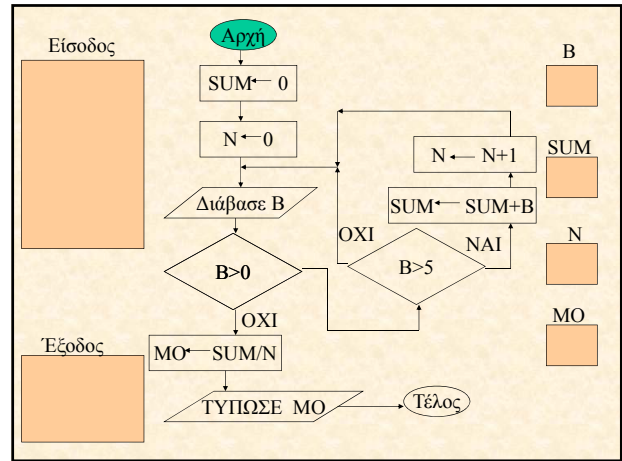 Είσοδος
Αρχή
SUM ← 0
N ← 0
Διάβασε B
B>0
ΟΧΙ
MO ← SUM/N
ΤΥΠΩΣΕ MO
Τέλος
B>5
ΟΧΙ
ΝΑΙ
SUM ← SUM+B
N ← N+1
B
SUM
N
MO
Έξοδος